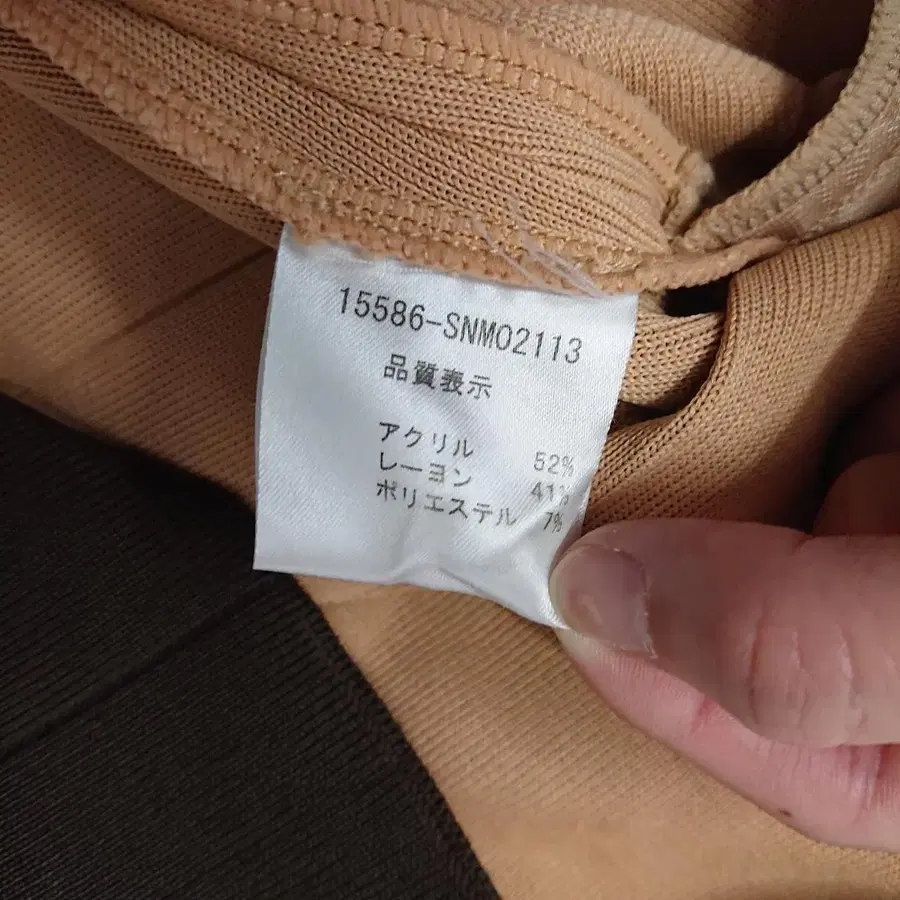 15586-SNM02113
品質表示
アクリル 52%
レーヨン 41%
ポリエステル 7%